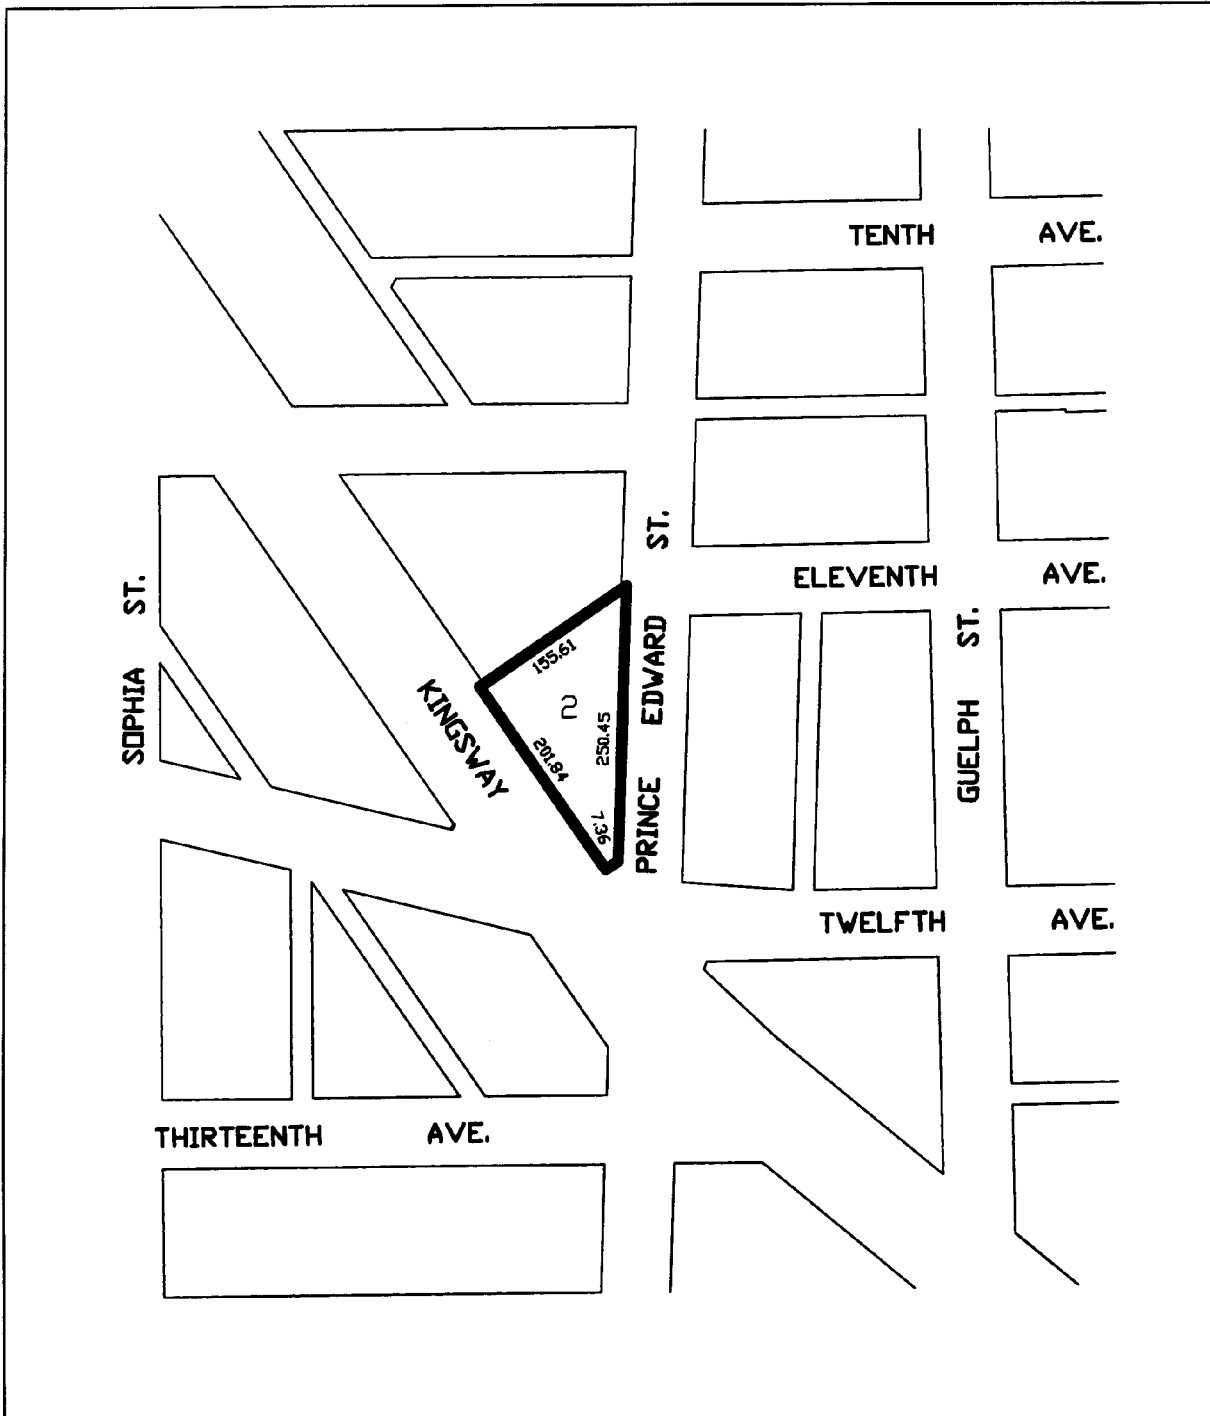 TENTH AVE.
ELEVENTH AVE.
PRINCE EDWARD ST.
SOPHIA ST.
GUELPH ST.
KINGSWAY
155.61
2
201.84
250.45
7.36
TWELFTH AVE.
THIRTEENTH AVE.